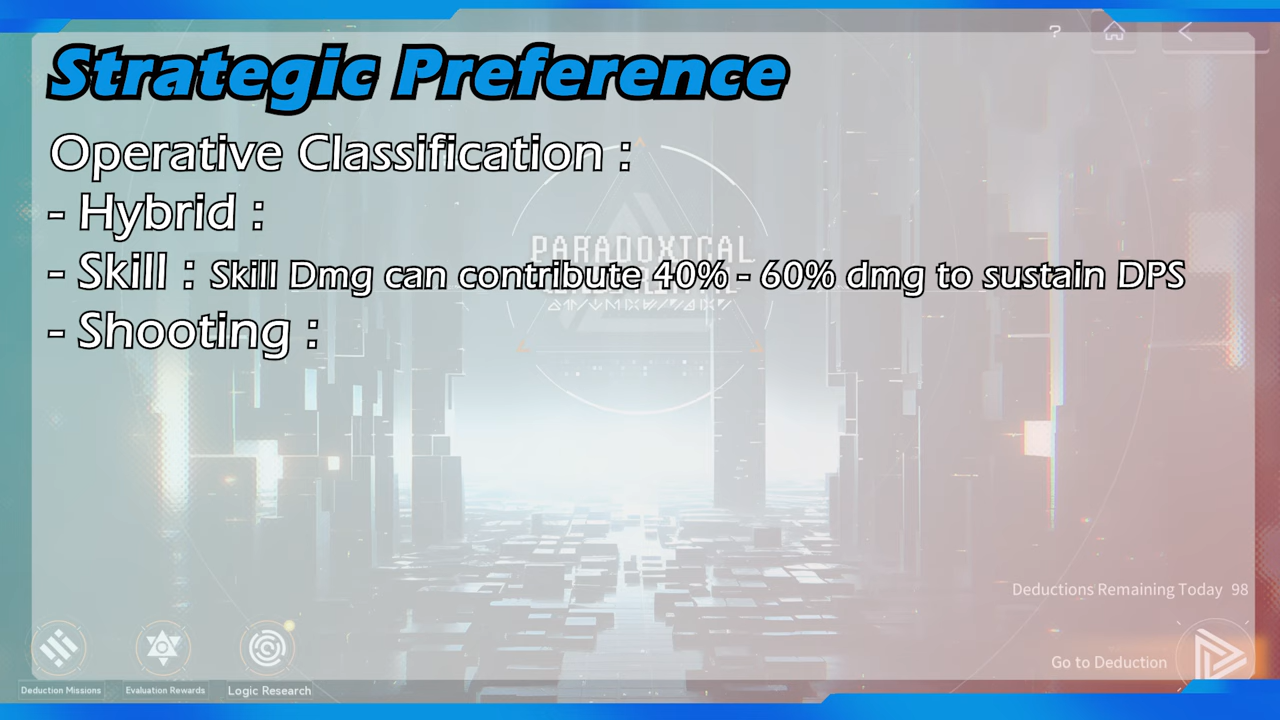 ?
Strategic Preference
Operative Classification :
- Hybrid :
PARADOXICAL
- Skill : Skill Dmg can contribute 40% - 60% dmg to sustain DPS
- Shooting :
Deductions Remaining Today 98
Go to Deduction
Deduction Missions
Evaluation Rewards
Logic Research